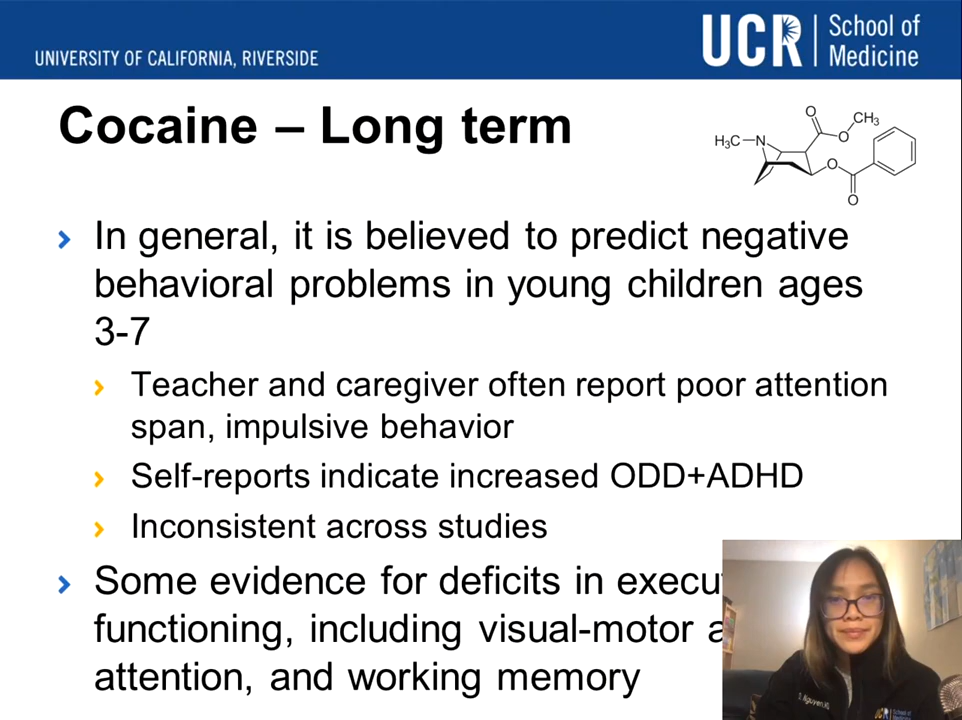 UNIVERSITY OF CALIFORNIA, RIVERSIDE
UCR School of
Medicine
Cocaine – Long term
O
CH₃
H₃C
N
O
O
O
In general, it is believed to predict negative
behavioral problems in young children ages
3-7
Teacher and caregiver often report poor attention
span, impulsive behavior
Self-reports indicate increased ODD+ADHD
Inconsistent across studies
Some evidence for deficits in execu
functioning, including visual-motor a
attention, and working memory
UCR School of